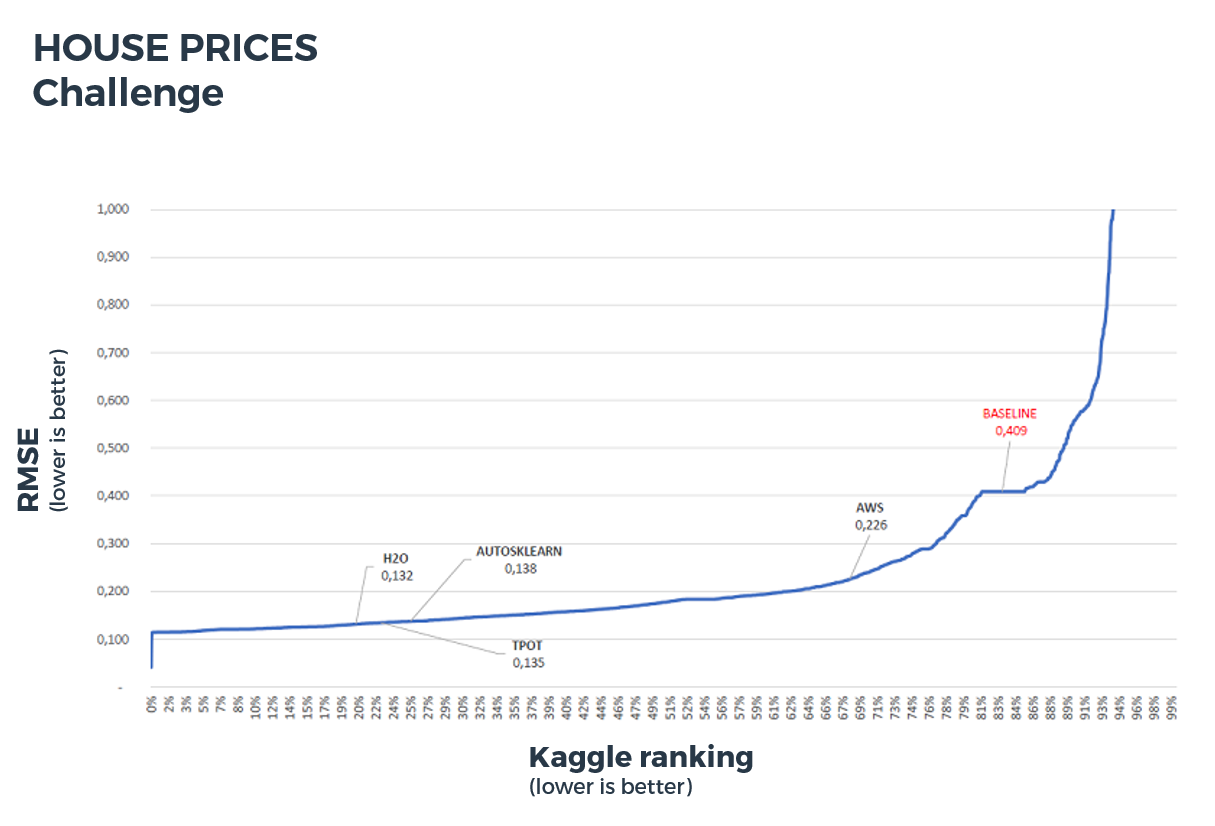 HOUSE PRICES
Challenge
1,000
0,900
0,800
0,700
0,600
0,500
0,400
0,300
0,200
0,100
-
RMSE
(lower is better)
BASELINE
0,409
AWS
0,226
AUTOSKLEARN
0,138
H2O
0,132
TPOT
0,135
0% 2% 3% 5% 7% 8% 10% 12% 14% 15% 17% 19% 20% 22% 24% 25% 27% 29% 30% 32% 34% 35% 37% 39% 40% 42% 44% 46% 47% 49% 51% 52% 54% 56% 57% 59% 61% 62% 64% 66% 67% 69% 71% 73% 74% 76% 78% 79% 81% 83% 84% 86% 88% 89% 91% 93% 94% 96% 98% 99%
Kaggle ranking
(lower is better)